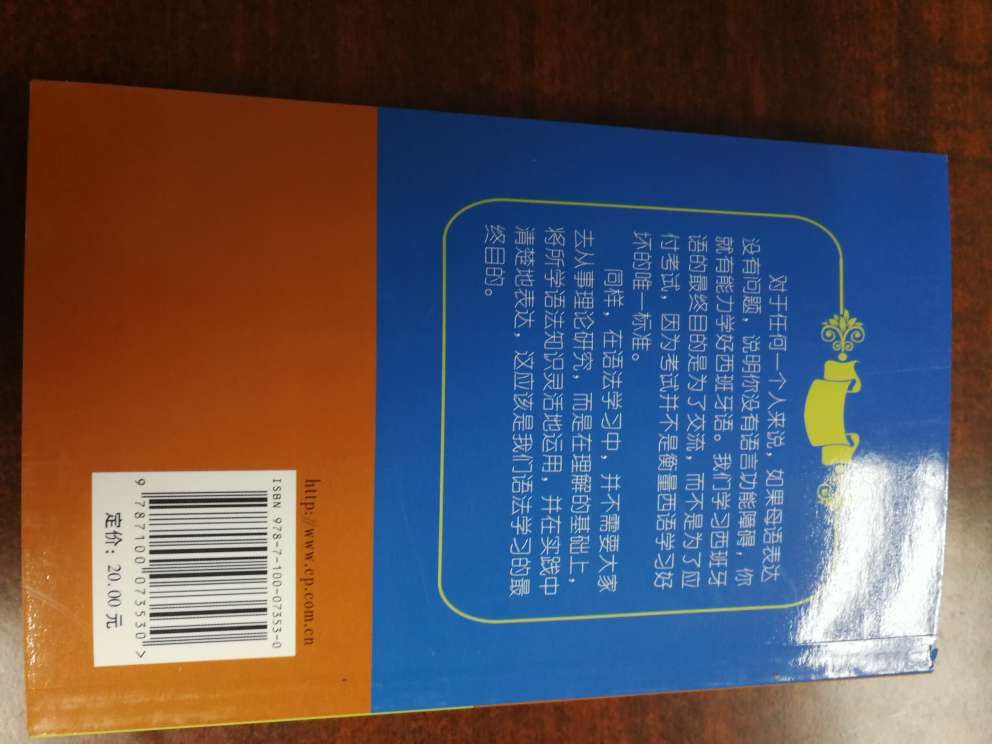 对于任何一个人来说，如果母语表达
没有问题，说明你没有语言功能障碍，你
就有能力学好西班牙语。我们学习西班牙
语的最终目的是为了交流，而不是为了应
付考试，因为考试并不是衡量西语学习好
坏的唯一标准。
同样，在语法学习中，并不需要大家
去从事理论研究，而是在理解的基础上，
将所学语法知识灵活地运用，并在实践中
清楚地表达，这应该是我们语法学习的最
终目的。
http://www.cp.com.cn
ISBN 978-7-100-07353-0
9 787100 073530 >
定价：20.00 元